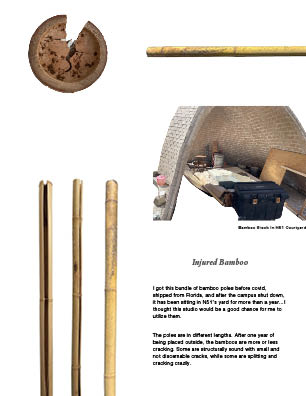 Bamboo Stock in N51 Courtyard
Injured Bamboo
I got this bundle of bamboo poles before covid,
shipped from Florida, and after the campus shut down,
it has been sitting in N51's yard for more than a year... I
thought this studio would be a good chance for me to
utilize them.
The poles are in different lengths. After one year of
being placed outside, the bamboos are more or less
cracking. Some are structurally sound with small and
not discernable cracks, while some are splitting and
cracking crazily.